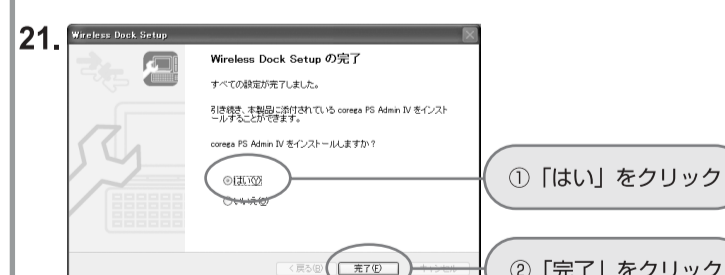 21.
Wireless Dock Setup
Wireless Dock Setup の完了
すべての設定が完了しました。
引き続き、本製品に添付されている corega PS Admin IV をインスト
ールすることができます。
corega PS Admin IV をインストールしますか？
はい(Y)
いいえ(N)
①「はい」をクリック
< 戻る(B)
完了(F)
キャンセル
②「完了」をクリック